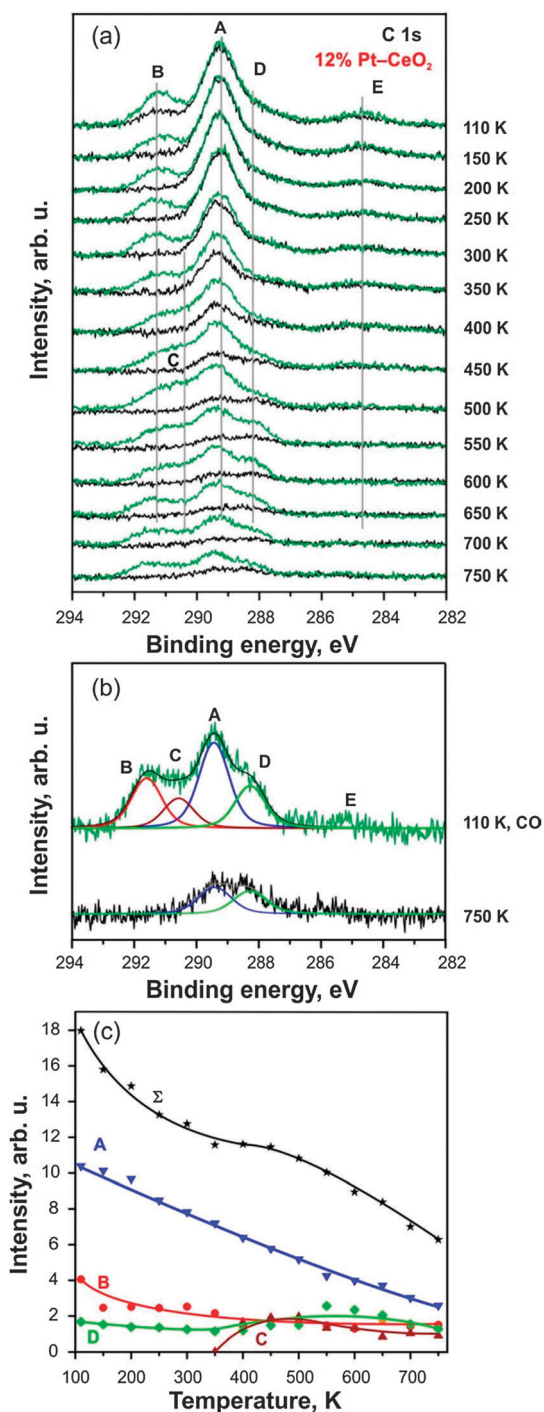 (a)
C 1s
12% Pt–CeO₂
A
B
D
E
C
110 K
150 K
200 K
250 K
300 K
350 K
400 K
450 K
500 K
550 K
600 K
650 K
700 K
750 K
Intensity, arb. u.
294 292 290 288 286 284 282
Binding energy, eV
(b)
A
B
C
D
E
110 K, CO
750 K
Intensity, arb. u.
294 292 290 288 286 284 282
Binding energy, eV
(c)
18
16
14
12
10
8
6
4
2
0
Σ
A
B
D
C
Intensity, arb. u.
100 200 300 400 500 600 700
Temperature, K